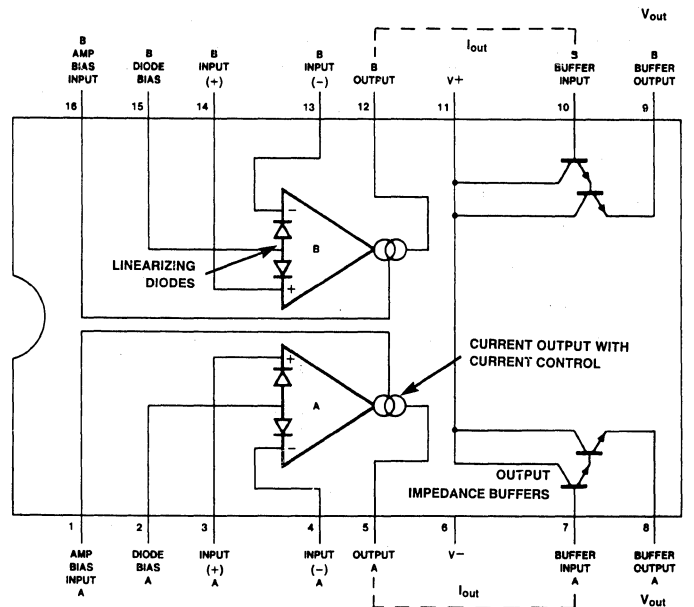 Vout
Iout
B
AMP
BIAS
INPUT
B
DIODE
BIAS
B
INPUT
(+)
B
INPUT
(−)
B
OUTPUT
V+
B
BUFFER
INPUT
B
BUFFER
OUTPUT
16
15
14
13
12
11
10
9
−
B
+
LINEARIZING
DIODES
CURRENT OUTPUT WITH
CURRENT CONTROL
+
A
−
OUTPUT
IMPEDANCE BUFFERS
1
2
3
4
5
6
7
8
AMP
BIAS
INPUT
A
DIODE
BIAS
A
INPUT
(+)
A
INPUT
(−)
A
OUTPUT
A
V−
BUFFER
INPUT
A
BUFFER
OUTPUT
A
Iout
Vout